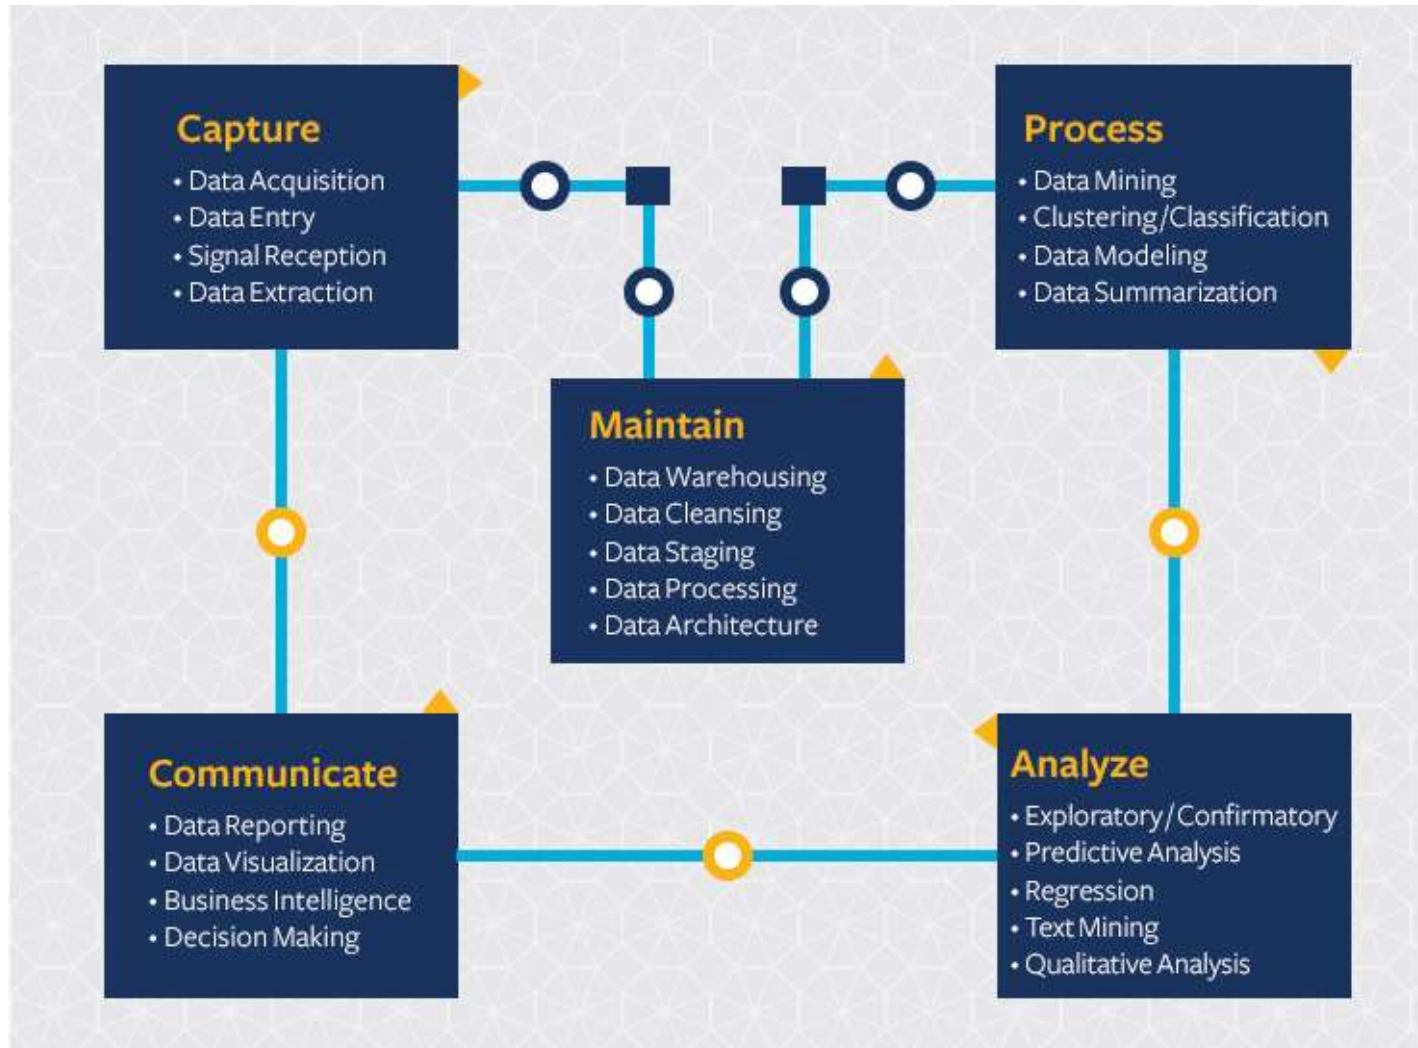 Capture
• Data Acquisition
• Data Entry
• Signal Reception
• Data Extraction
Process
• Data Mining
• Clustering/Classification
• Data Modeling
• Data Summarization
Maintain
• Data Warehousing
• Data Cleansing
• Data Staging
• Data Processing
• Data Architecture
Communicate
• Data Reporting
• Data Visualization
• Business Intelligence
• Decision Making
Analyze
• Exploratory/Confirmatory
• Predictive Analysis
• Regression
• Text Mining
• Qualitative Analysis